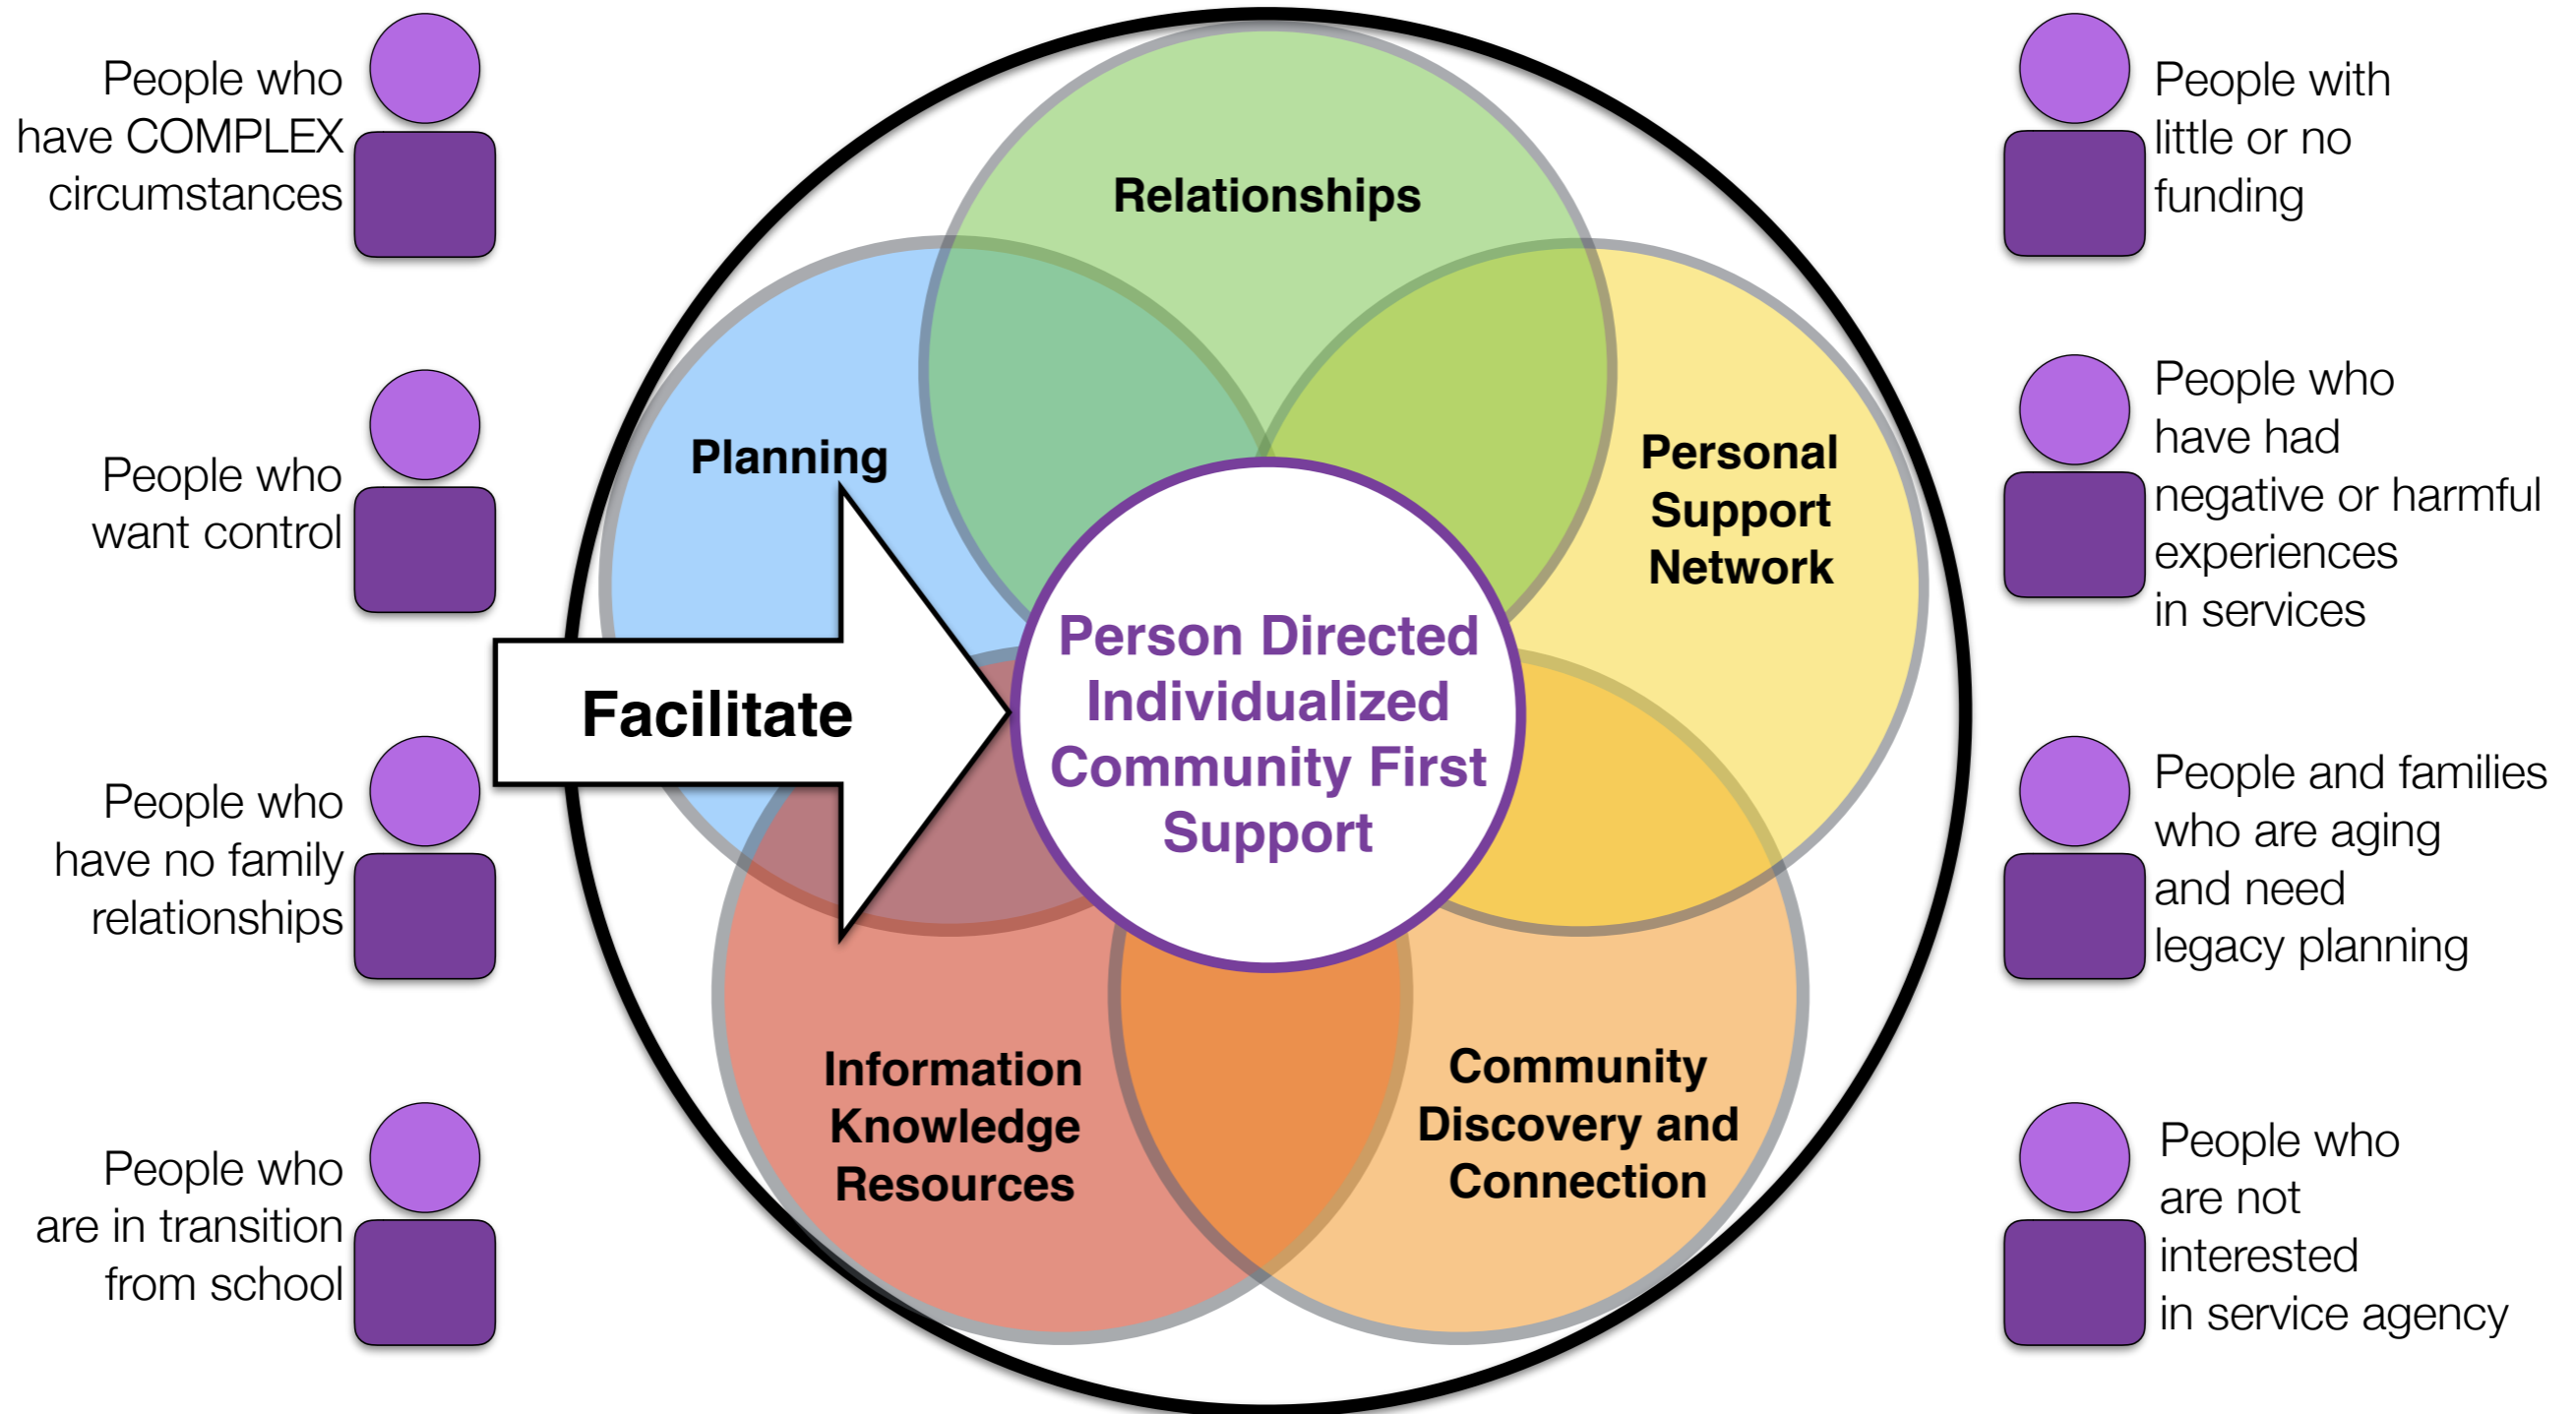 People who
have COMPLEX
circumstances
People who
want control
People who
have no family
relationships
People who
are in transition
from school
Relationships
Planning
Personal
Support
Network
Facilitate
Person Directed
Individualized
Community First
Support
Information
Knowledge
Resources
Community
Discovery and
Connection
People with
little or no
funding
People who
have had
negative or harmful
experiences
in services
People and families
who are aging
and need
legacy planning
People who
are not
interested
in service agency